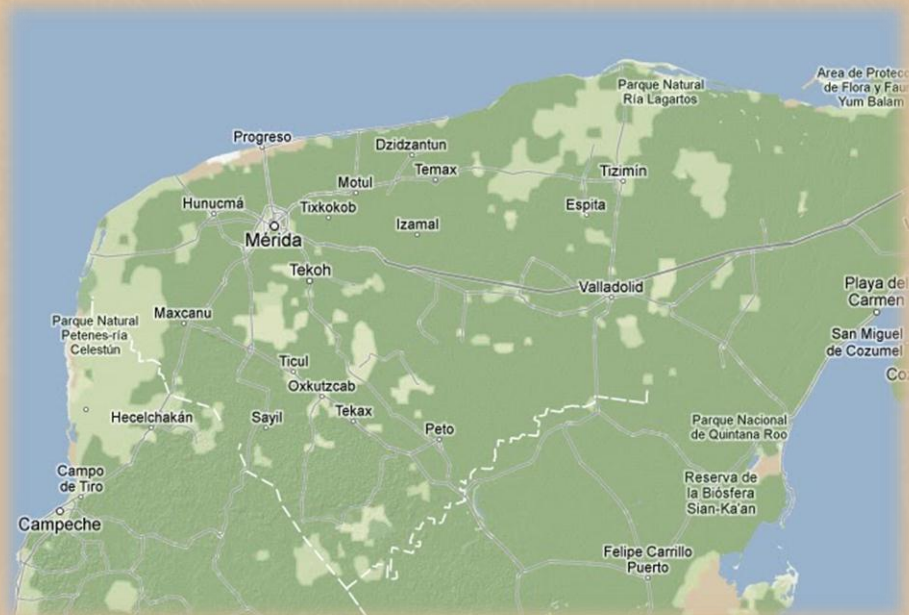 Area de Protec
de Flora y Fau
Yum Balam
Parque Natural
Ría Lagartos
Progreso
Dzidzantun
Temax
Tizimín
Motul
Hunucmá
Tixkokob
Espita
Izamal
Mérida
Tekoh
Valladolid
Playa del
Carmen
Maxcanu
Parque Natural
Petenes-ría
Celestún
San Miguel
de Cozumel
Co
Ticul
Oxkutzcab
Hecelchakán
Sayil
Tekax
Peto
Parque Nacional
de Quintana Roo
Campo
de Tiro
Reserva de
la Biósfera
Sian-Ka'an
Campeche
Felipe Carrillo
Puerto